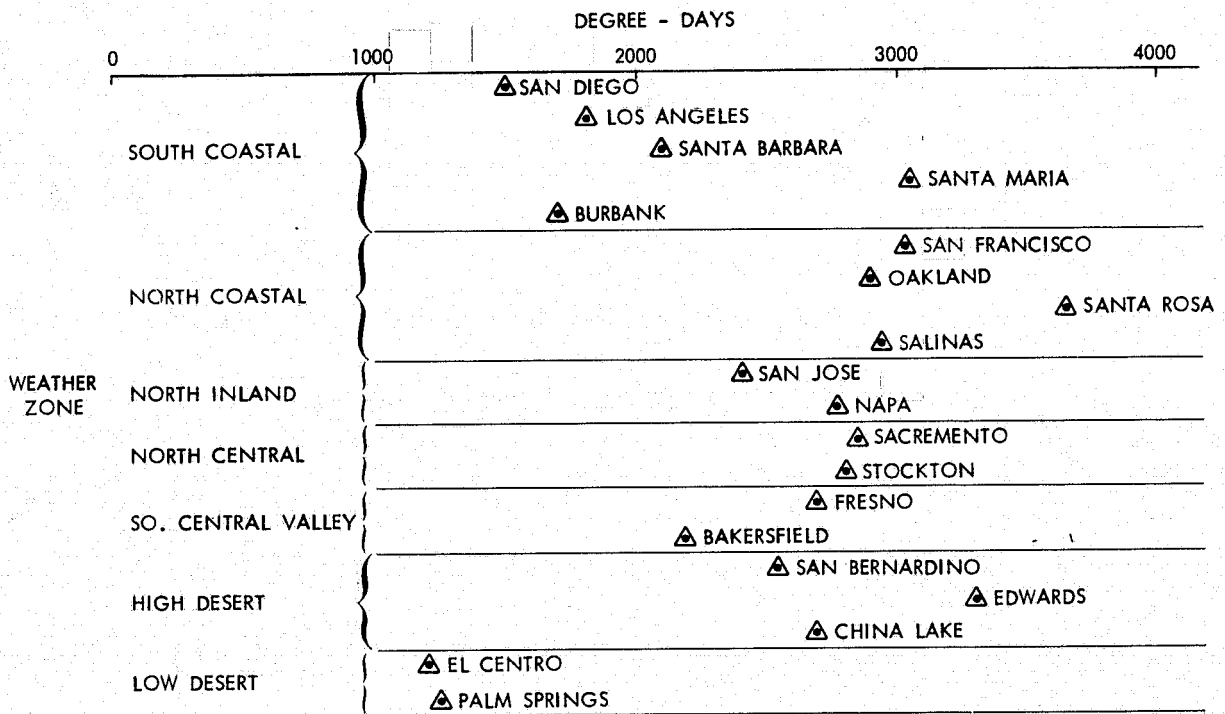 DEGREE - DAYS
0 1000 2000 3000 4000
SAN DIEGO
LOS ANGELES
SOUTH COASTAL
SANTA BARBARA
SANTA MARIA
BURBANK
SAN FRANCISCO
OAKLAND
NORTH COASTAL
SANTA ROSA
SALINAS
WEATHER
ZONE
NORTH INLAND
SAN JOSE
NAPA
NORTH CENTRAL
SACREMENTO
STOCKTON
SO. CENTRAL VALLEY
FRESNO
BAKERSFIELD
SAN BERNARDINO
HIGH DESERT
EDWARDS
CHINA LAKE
LOW DESERT
EL CENTRO
PALM SPRINGS